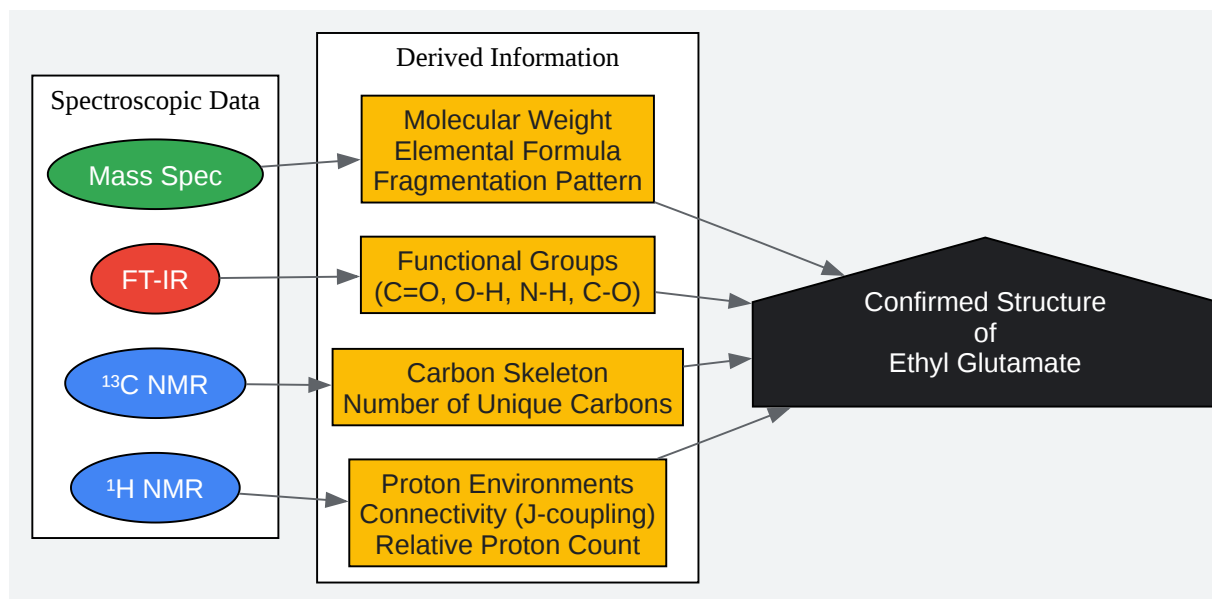 Spectroscopic Data
Mass Spec
FT-IR
¹³C NMR
¹H NMR
Derived Information
Molecular Weight
Elemental Formula
Fragmentation Pattern
Functional Groups
(C=O, O-H, N-H, C-O)
Carbon Skeleton
Number of Unique Carbons
Proton Environments
Connectivity (J-coupling)
Relative Proton Count
Confirmed Structure
of
Ethyl Glutamate